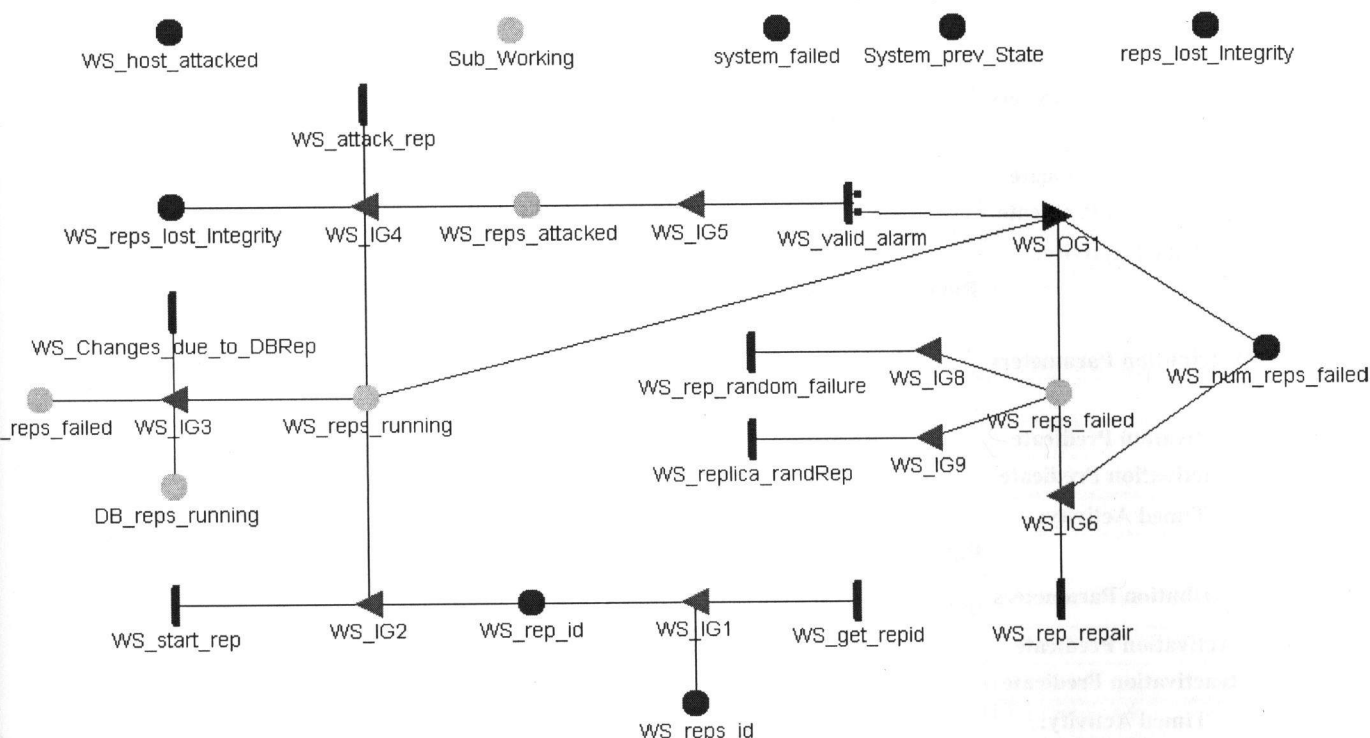 WS_host_attacked
Sub_Working
system_failed
System_prev_State
reps_lost_Integrity
WS_attack_rep
WS_reps_lost_Integrity
WS_IG4
WS_reps_attacked
WS_IG5
WS_valid_alarm
WS_OG1
WS_Changes_due_to_DBRep
WS_rep_random_failure
WS_IG8
WS_num_reps_failed
_reps_failed
WS_IG3
WS_reps_running
WS_reps_failed
WS_replica_randRep
WS_IG9
DB_reps_running
WS_IG6
WS_start_rep
WS_IG2
WS_rep_id
WS_IG1
WS_get_repid
WS_rep_repair
WS_reps_id